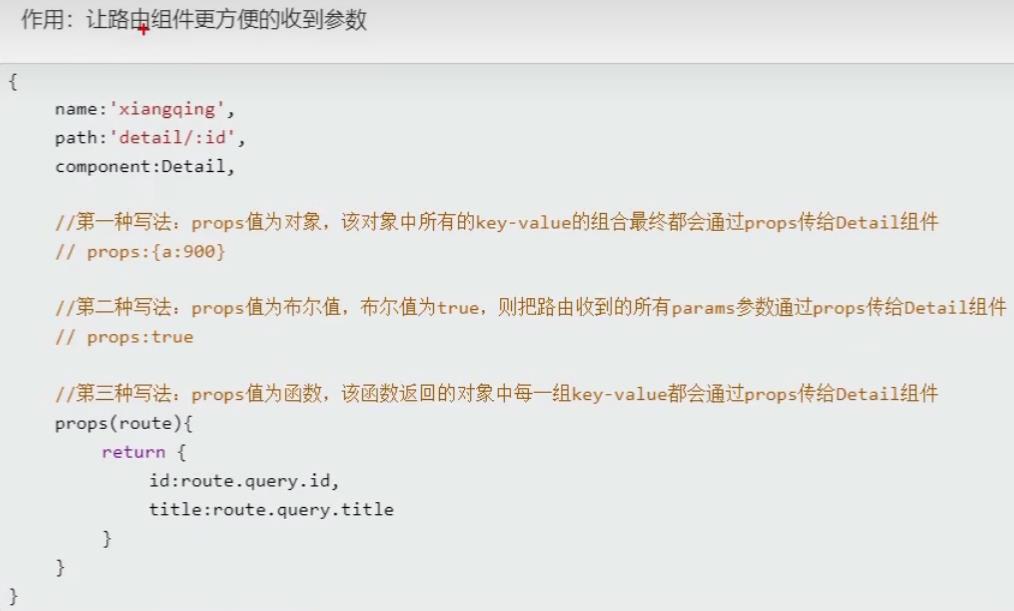 作用：让路由组件更方便的收到参数
{
name:'xiangqing',
path:'detail/:id',
component:Detail,
//第一种写法：props值为对象，该对象中所有的key-value的组合最终都会通过props传给Detail组件
// props:{a:900}
//第二种写法：props值为布尔值，布尔值为true，则把路由收到的所有params参数通过props传给Detail组件
// props:true
//第三种写法：props值为函数，该函数返回的对象中每一组key-value都会通过props传给Detail组件
props(route){
return {
id:route.query.id,
title:route.query.title
}
}
}